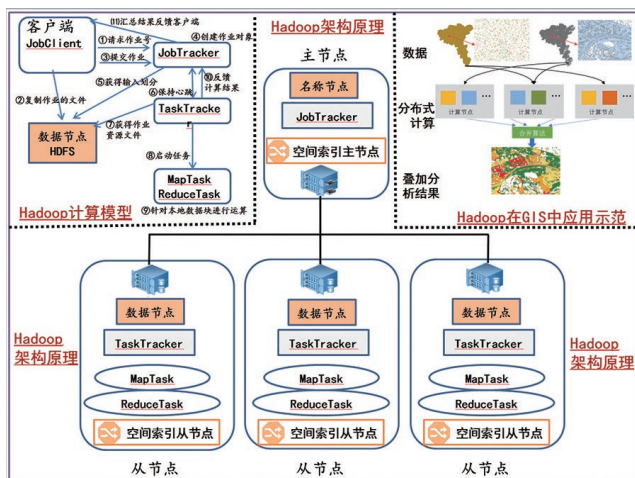 ⑪汇总结果反馈客户端
客户端
JobClient
①请求作业号
③提交作业
④创建作业对象
JobTracker
⑤获得输入划分
⑥保持心跳
⑩反馈
计算结果
②复制作业的文件
TaskTracke
r
⑦获得作业
资源文件
数据节点
HDFS
⑧启动任务
MapTask
ReduceTask
⑨针对本地数据块进行运算
Hadoop计算模型
Hadoop架构原理
主节点
名称节点
JobTracker
空间索引主节点
数据
分布式
计算
计算节点
计算节点
计算节点
合并算法
叠加分
析结果
Hadoop在GIS中应用示范
Hadoop
架构原理
数据节点
TaskTracker
MapTask
ReduceTask
空间索引从节点
从节点
数据节点
TaskTracker
MapTask
ReduceTask
空间索引从节点
从节点
数据节点
TaskTracker
MapTask
ReduceTask
空间索引从节点
从节点
Hadoop
架构原理